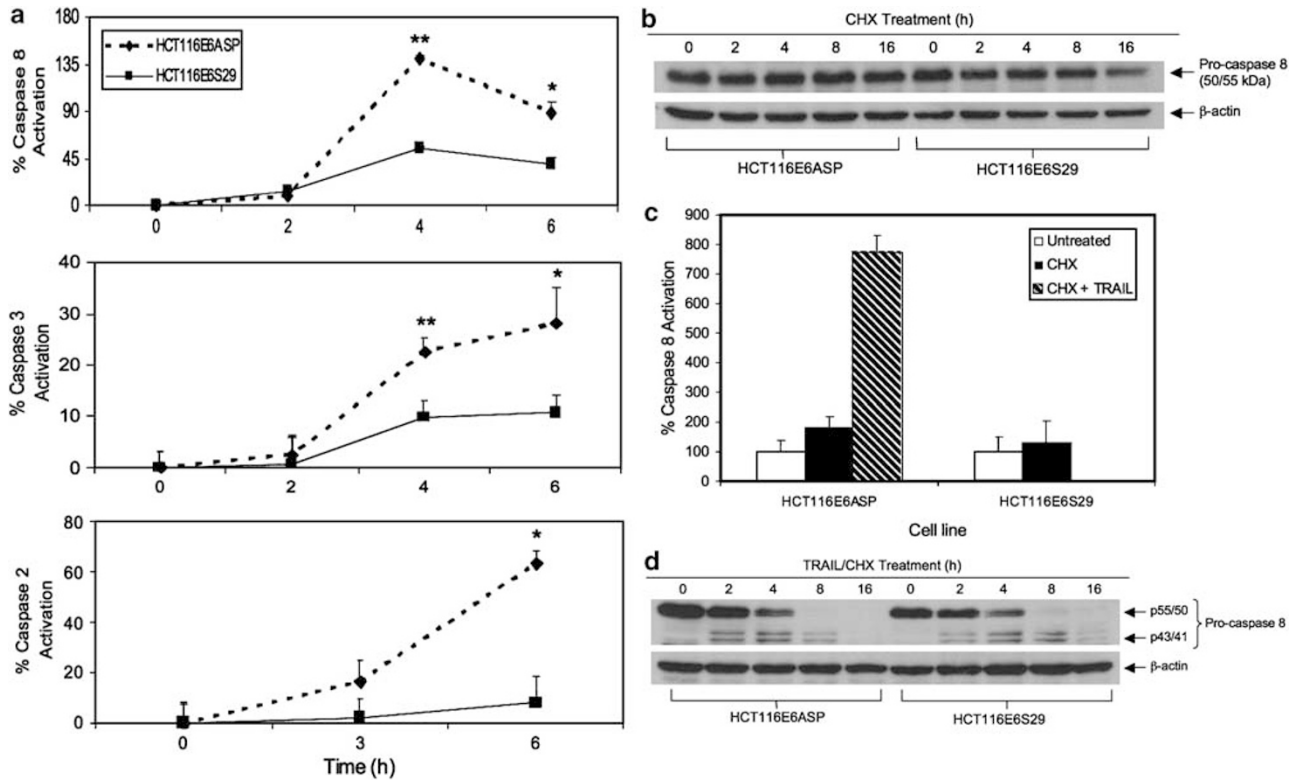 a
180
135
90
45
0
% Caspase 8
Activation
HCT116E6ASP
HCT116E6S29
**
*
0 2 4 6
40
30
20
10
0
% Caspase 3
Activation
**
*
0 2 4 6
80
60
40
20
0
% Caspase 2
Activation
*
0 3 6
Time (h)
b
CHX Treatment (h)
0 2 4 8 16 0 2 4 8 16
Pro-caspase 8
(50/55 kDa)
β-actin
HCT116E6ASP HCT116E6S29
c
900
800
700
600
500
400
300
200
100
0
% Caspase 8 Activation
Untreated
CHX
CHX + TRAIL
HCT116E6ASP HCT116E6S29
Cell line
d
TRAIL/CHX Treatment (h)
0 2 4 8 16 0 2 4 8 16
p55/50
Pro-caspase 8
p43/41
β-actin
HCT116E6ASP HCT116E6S29